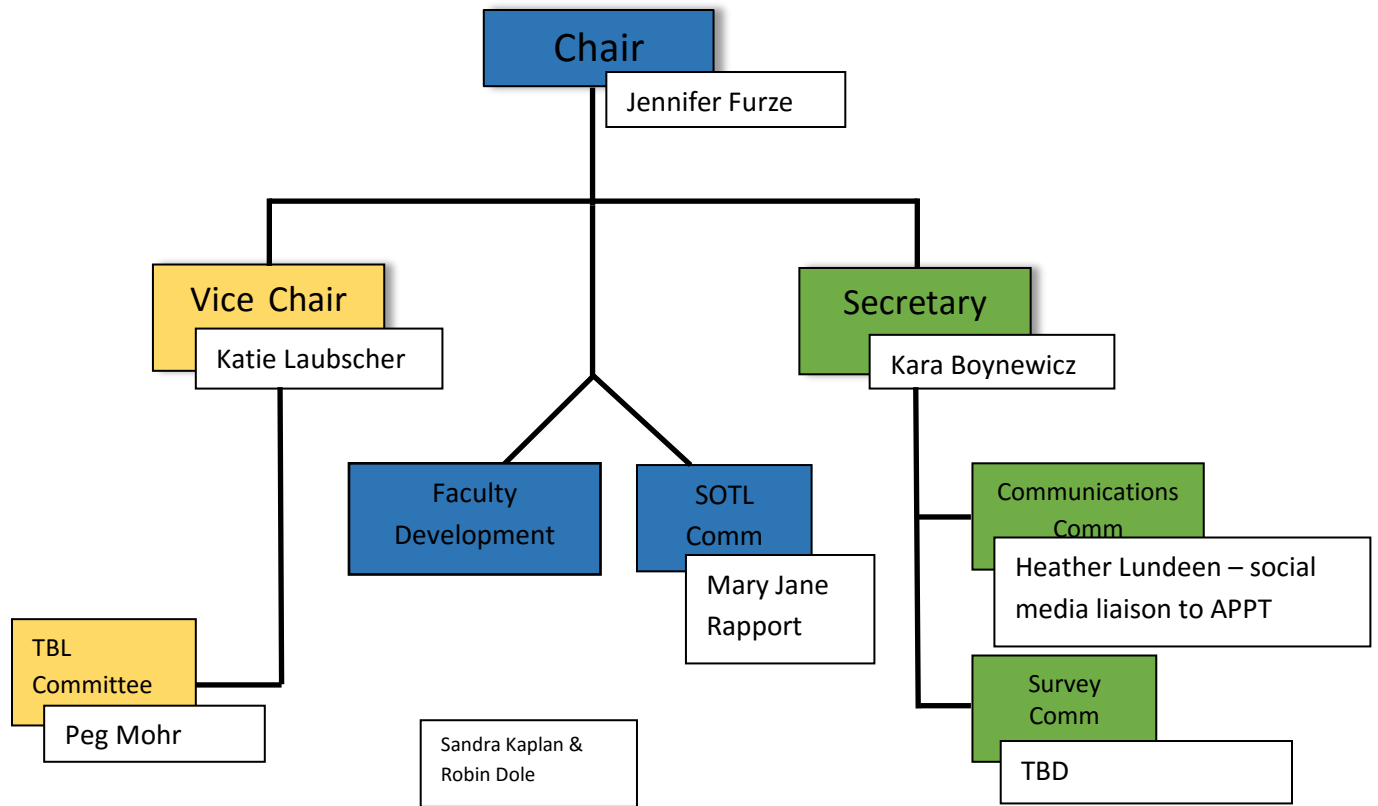 Chair
Jennifer Furze
Vice Chair
Katie Laubscher
Secretary
Kara Boynewicz
Faculty
Development
SOTL
Comm
Mary Jane
Rapport
Communications
Comm
Heather Lundeen – social
media liaison to APPT
TBL
Committee
Peg Mohr
Survey
Comm
TBD
Sandra Kaplan &
Robin Dole